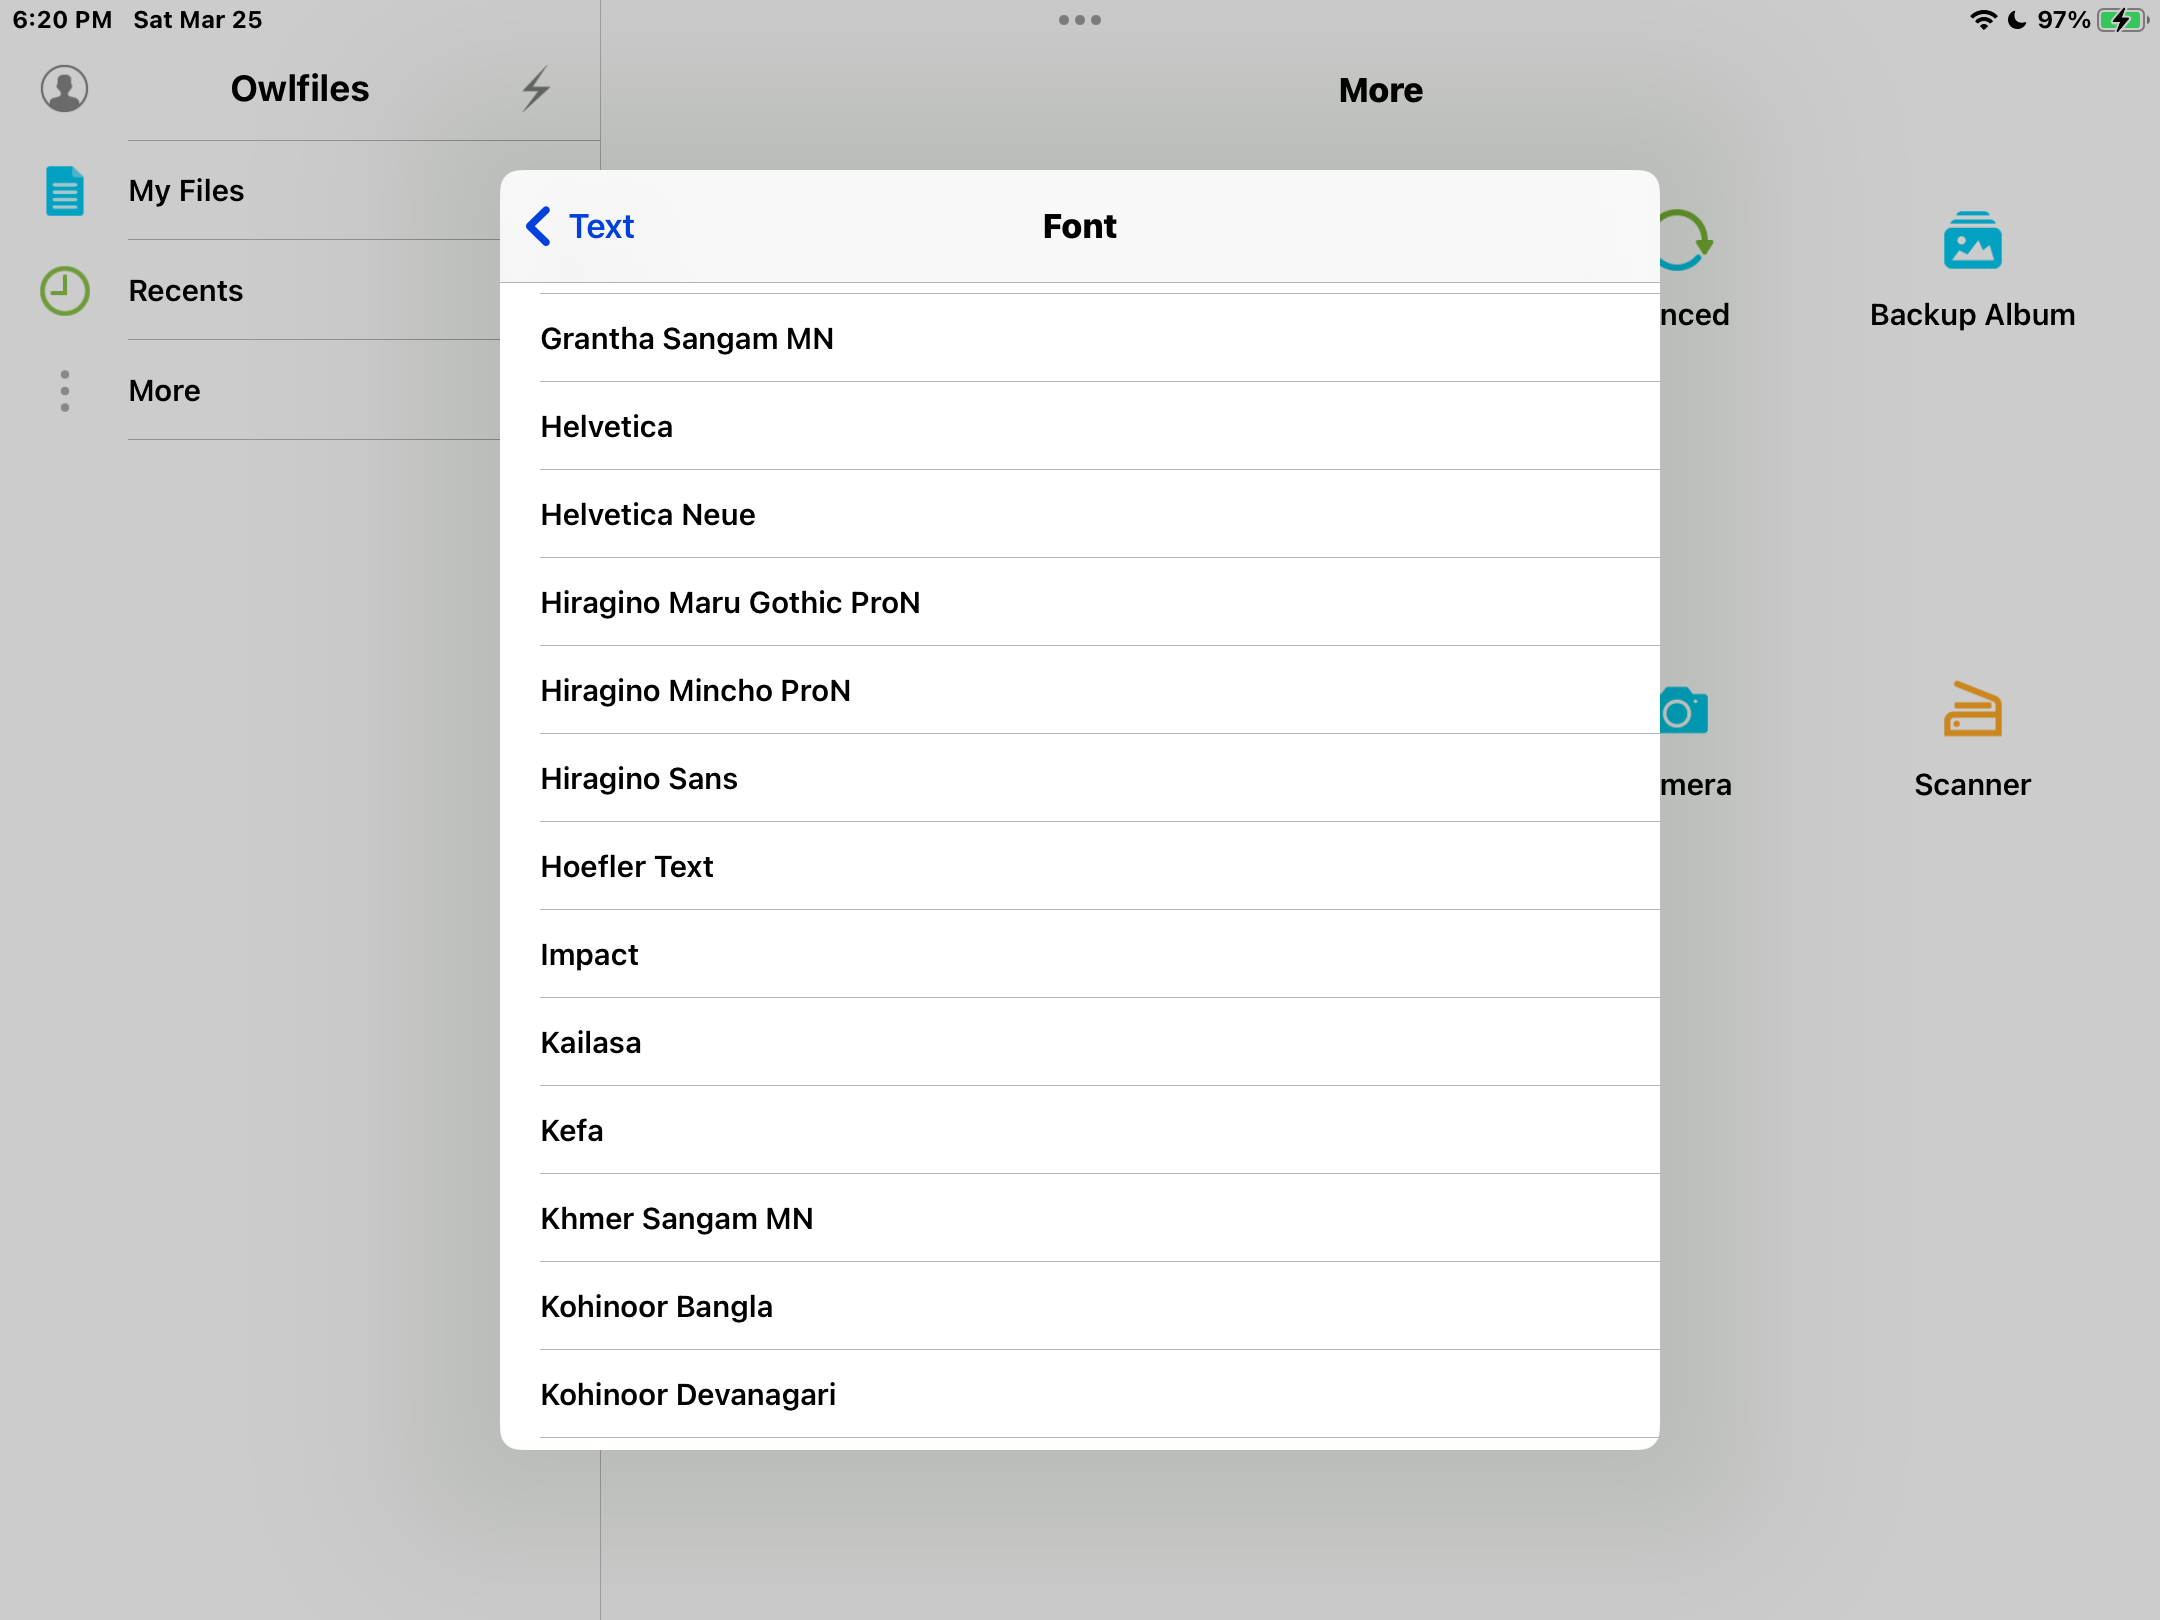 6:20 PM Sat Mar 25
97%
Owlfiles
My Files
Recents
More
More
nced
Backup Album
mera
Scanner
Text
Font
Grantha Sangam MN
Helvetica
Helvetica Neue
Hiragino Maru Gothic ProN
Hiragino Mincho ProN
Hiragino Sans
Hoefler Text
Impact
Kailasa
Kefa
Khmer Sangam MN
Kohinoor Bangla
Kohinoor Devanagari